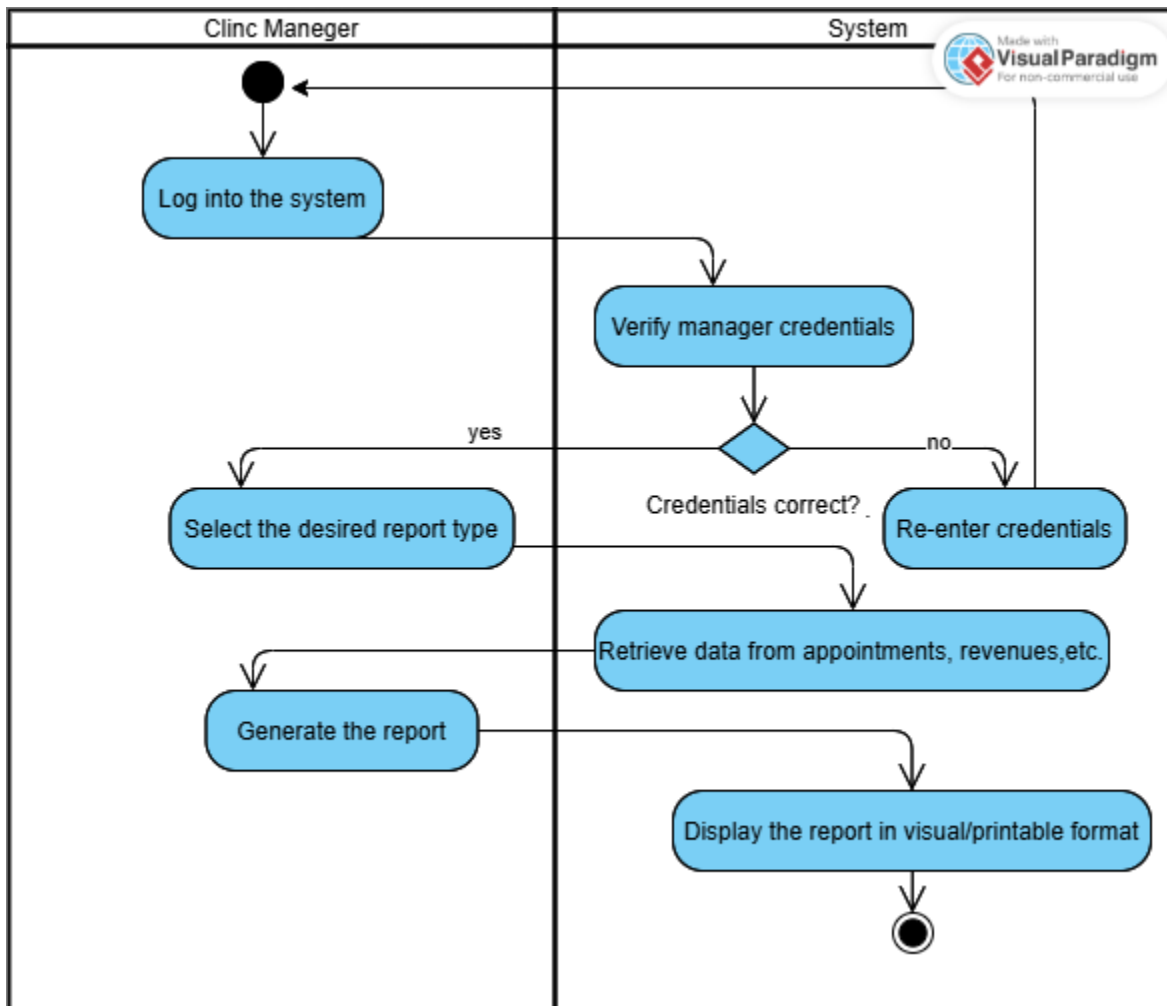 Clinc Maneger
System
Made with
VisualParadigm
For non-commercial use
Log into the system
Verify manager credentials
yes
no
Credentials correct? .
Select the desired report type
Re-enter credentials
Retrieve data from appointments, revenues,etc.
Generate the report
Display the report in visual/printable format